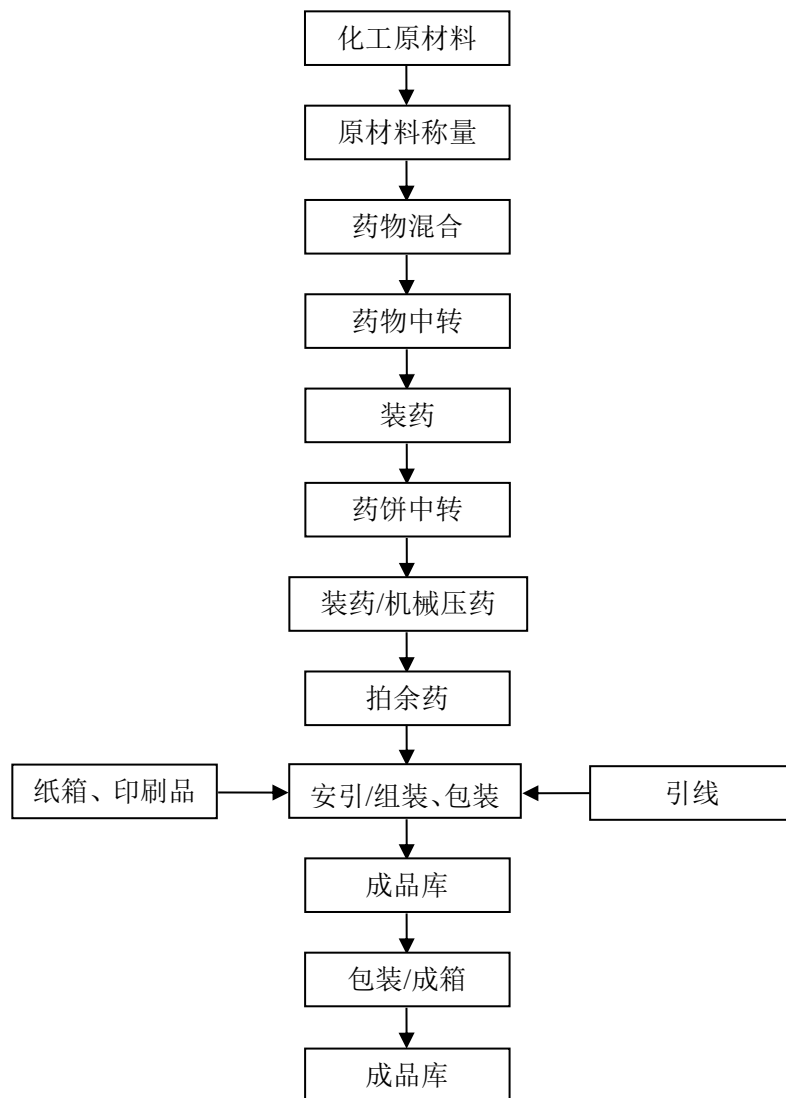 化工原材料
原材料称量
药物混合
药物中转
装药
药饼中转
装药/机械压药
拍余药
纸箱、印刷品
安引/组装、包装
引线
成品库
包装/成箱
成品库